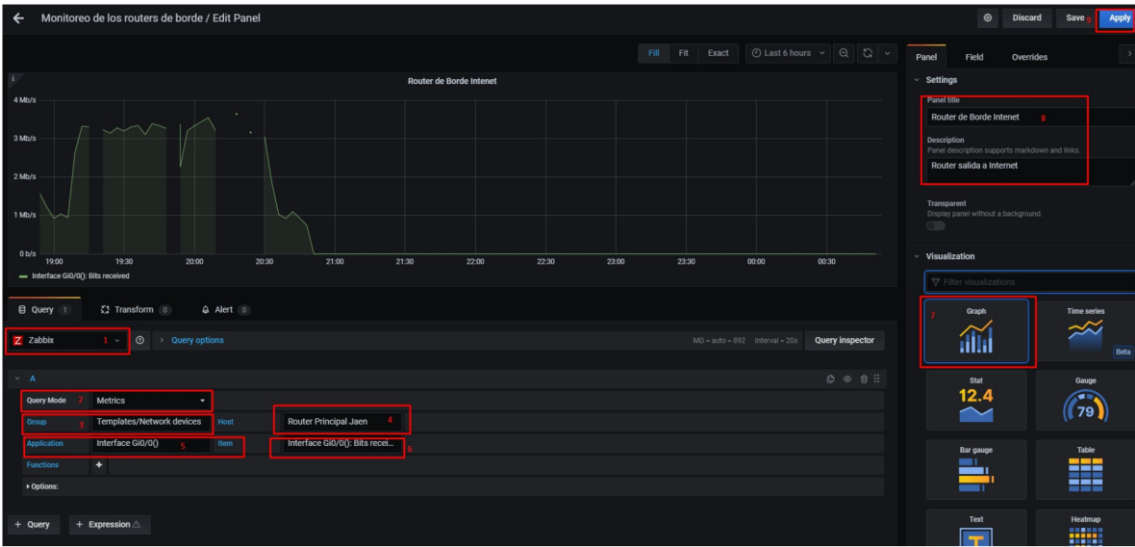 Monitoreo de los routers de borde / Edit Panel
Discard Save 9 Apply
Fill Fit Exact Last 6 hours
Panel Field Overrides
i
Router de Borde Intenet
4 Mb/s
3 Mb/s
2 Mb/s
1 Mb/s
0 b/s
19:00 19:30 20:00 20:30 21:00 21:30 22:00 22:30 23:00 23:30 00:00 00:30
Interface Gi0/0(): Bits received
Settings
Panel title
Router de Borde Intenet 8
Description
Panel description supports markdown and links.
Router salida a Internet
Transparent
Display panel without a background.
Visualization
Filter visualizations
7 Graph Time series
Beta
Stat Gauge
12.4 79
Bar gauge Table
Text Heatmap
T
Query 1 Transform 0 Alert 0
Z Zabbix 1 Query options MD = auto = 892 Interval = 20s Query inspector
A
Query Mode 2 Metrics
Group 3 Templates/Network devices Host Router Principal Jaen 4
Application Interface Gi0/0() 5 Item Interface Gi0/0(): Bits recei... 6
Functions +
Options:
+ Query + Expression